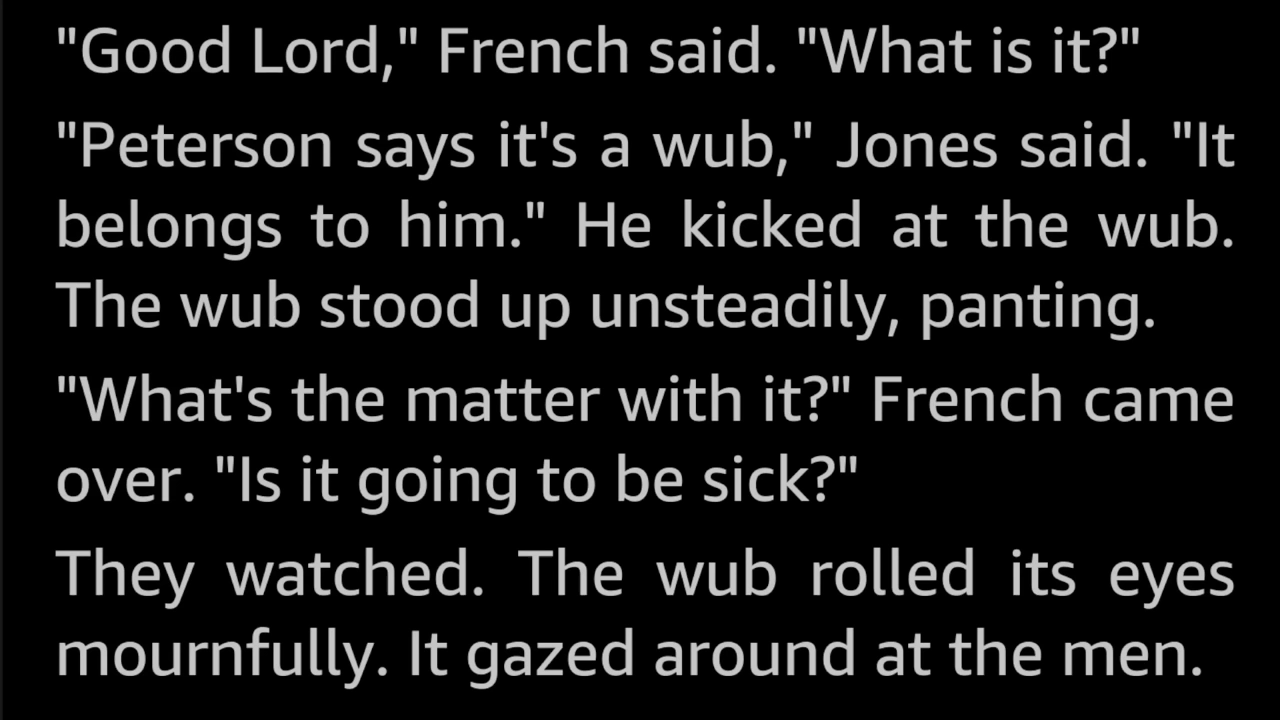 "Good Lord," French said. "What is it?"
"Peterson says it's a wub," Jones said. "It
belongs to him." He kicked at the wub.
The wub stood up unsteadily, panting.
"What's the matter with it?" French came
over. "Is it going to be sick?"
They watched. The wub rolled its eyes
mournfully. It gazed around at the men.